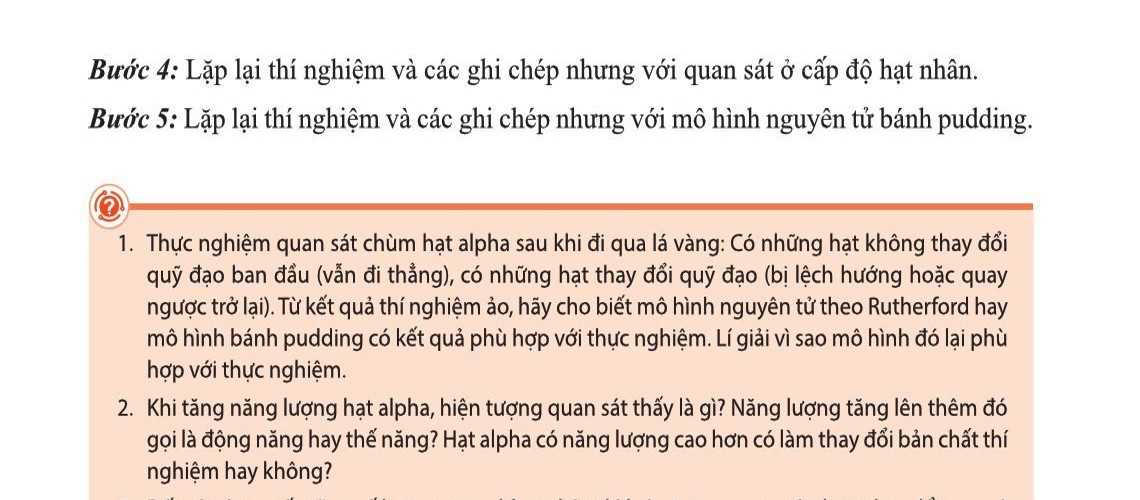 Bước 4: Lặp lại thí nghiệm và các ghi chép nhưng với quan sát ở cấp độ hạt nhân.
Bước 5: Lặp lại thí nghiệm và các ghi chép nhưng với mô hình nguyên tử bánh pudding.
?
1. Thực nghiệm quan sát chùm hạt alpha sau khi đi qua lá vàng: Có những hạt không thay đổi
quỹ đạo ban đầu (vẫn đi thẳng), có những hạt thay đổi quỹ đạo (bị lệch hướng hoặc quay
ngược trở lại). Từ kết quả thí nghiệm ảo, hãy cho biết mô hình nguyên tử theo Rutherford hay
mô hình bánh pudding có kết quả phù hợp với thực nghiệm. Lí giải vì sao mô hình đó lại phù
hợp với thực nghiệm.
2. Khi tăng năng lượng hạt alpha, hiện tượng quan sát thấy là gì? Năng lượng tăng lên thêm đó
gọi là động năng hay thế năng? Hạt alpha có năng lượng cao hơn có làm thay đổi bản chất thí
nghiệm hay không?